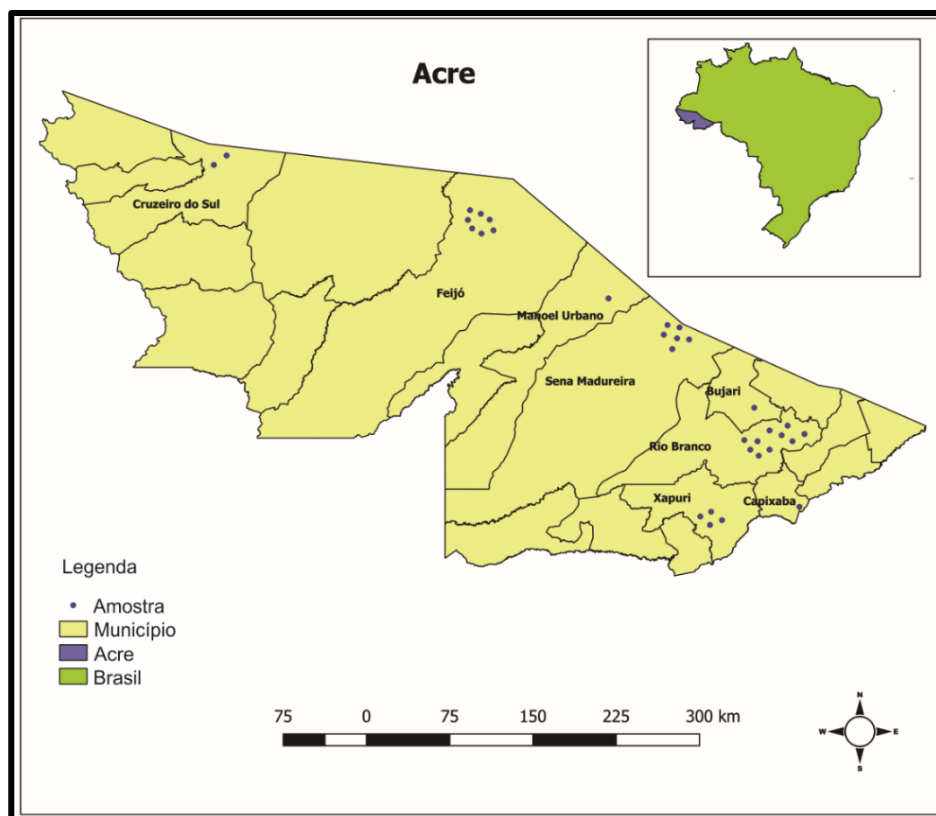 Acre
Cruzeiro do Sul
Feijó
Manoel Urbano
Sena Madureira
Bujari
Rio Branco
Xapuri
Capixaba
Legenda
Amostra
Município
Acre
Brasil
75 0 75 150 225 300 km
N
W E
S